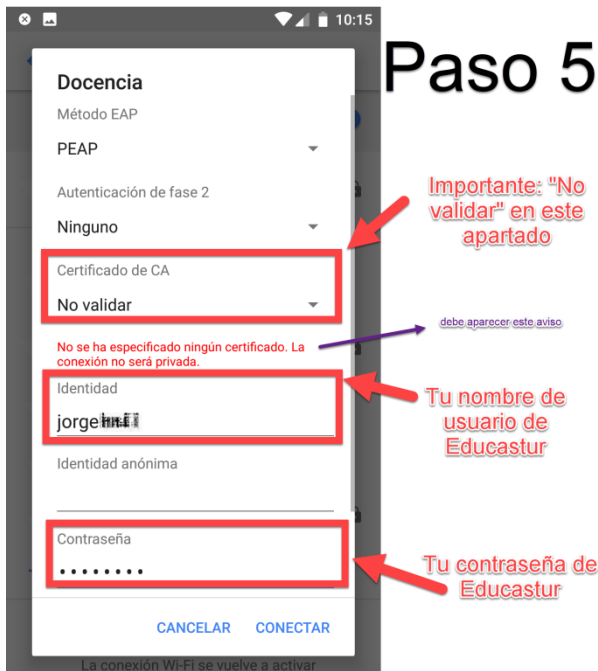 10:15
Paso 5
Docencia
Método EAP
PEAP
Autenticación de fase 2
Ninguno
Importante: "No
validar" en este
apartado
Certificado de CA
No validar
debe aparecer este aviso
No se ha especificado ningún certificado. La
conexión no será privada.
Identidad
jorge
Tu nombre de
usuario de
Educastur
Identidad anónima
Contraseña
••••••••
Tu contraseña de
Educastur
CANCELAR CONECTAR
La conexión Wi-Fi se vuelve a activar